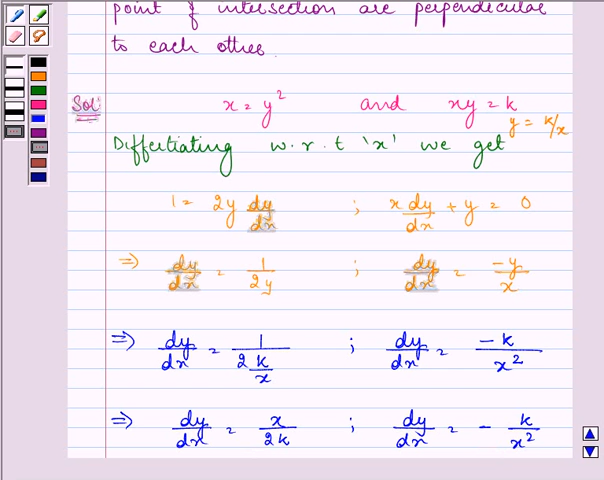 point of intersection are perpendicular
to each other.
Sol: x = y² and xy = k
y = k/x
Differtiating w.r.t 'x' we get
1 = 2y dy/dx ; x dy/dx + y = 0
⇒ dy/dx = 1/2y ; dy/dx = -y/x
⇒ dy/dx = 1/(2 k/x) ; dy/dx = -k/x²
⇒ dy/dx = x/2k ; dy/dx = - k/x²